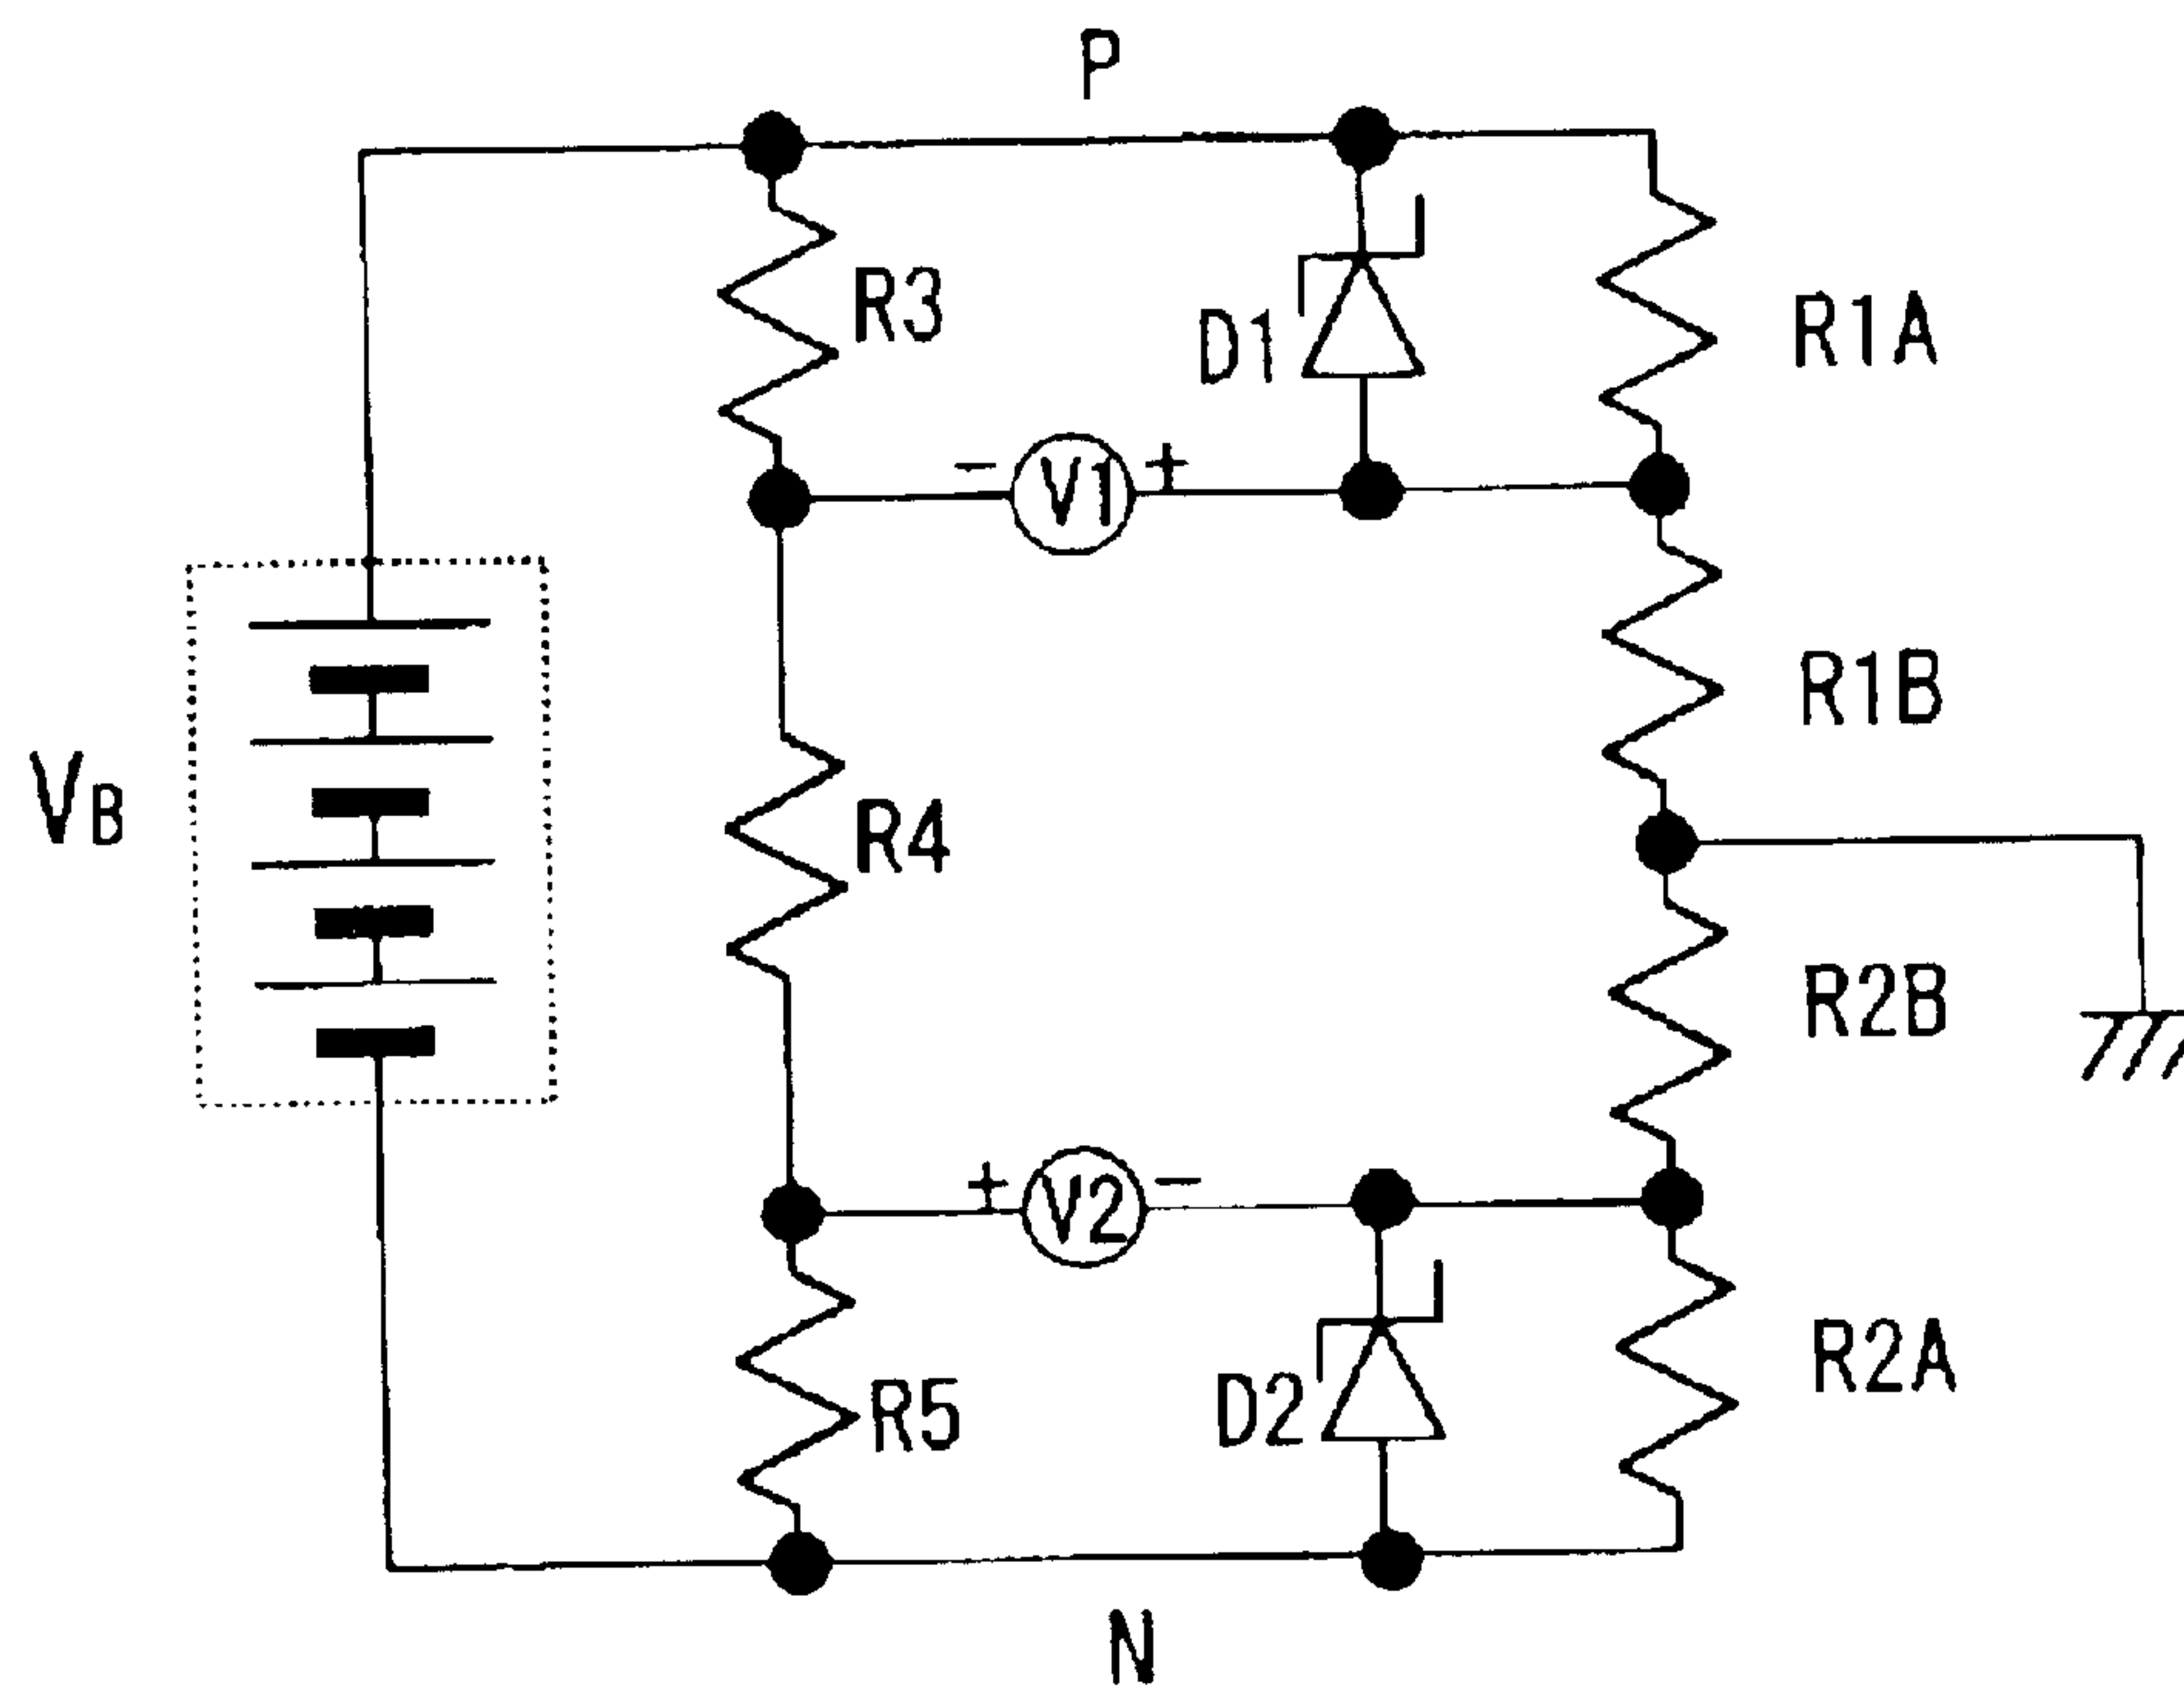 P
R3
D1
R1A
− V1 +
R1B
VB
R4
R2B
+ V2 −
R5
D2
R2A
N